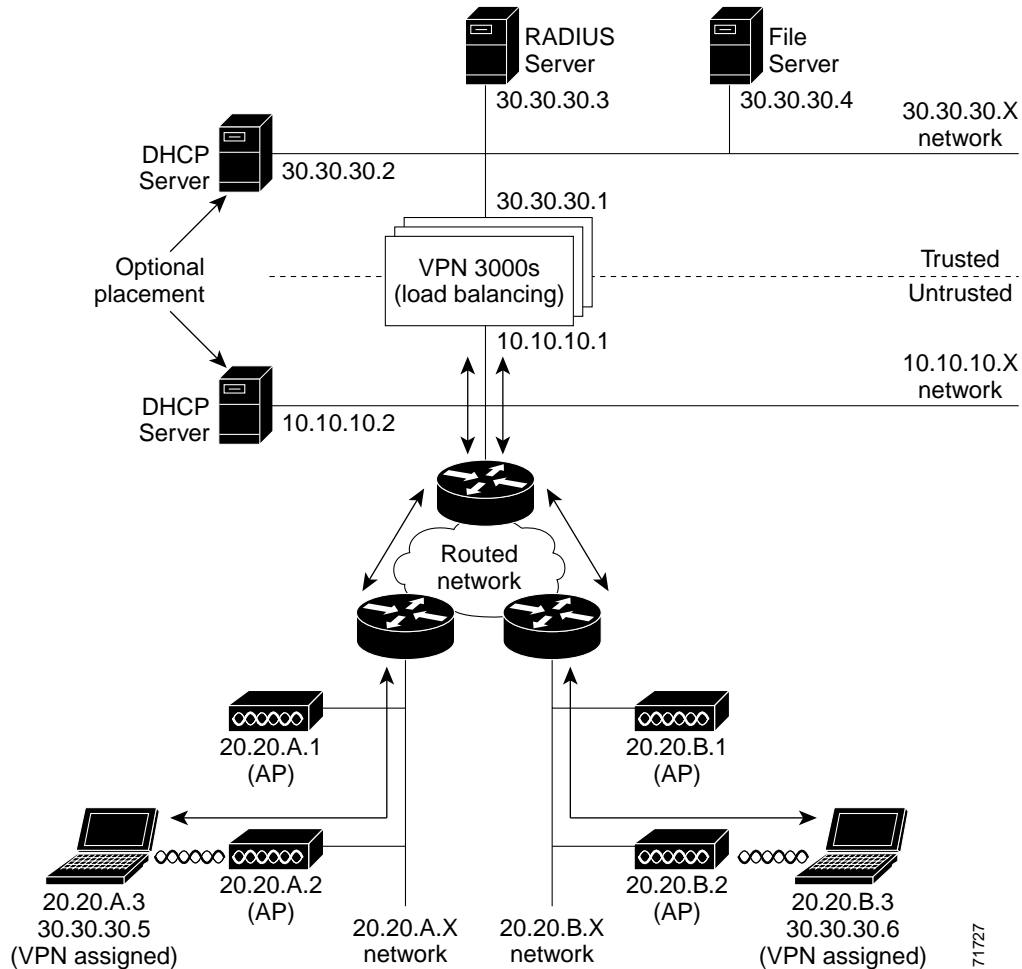 RADIUS
Server
30.30.30.3
File
Server
30.30.30.4
30.30.30.X
network
DHCP
Server
30.30.30.2
30.30.30.1
Optional
placement
VPN 3000s
(load balancing)
Trusted
Untrusted
10.10.10.1
10.10.10.X
network
DHCP
Server
10.10.10.2
Routed
network
20.20.A.1
(AP)
20.20.B.1
(AP)
20.20.A.3
30.30.30.5
(VPN assigned)
20.20.A.2
(AP)
20.20.A.X
network
20.20.B.X
network
20.20.B.2
(AP)
20.20.B.3
30.30.30.6
(VPN assigned)
71727